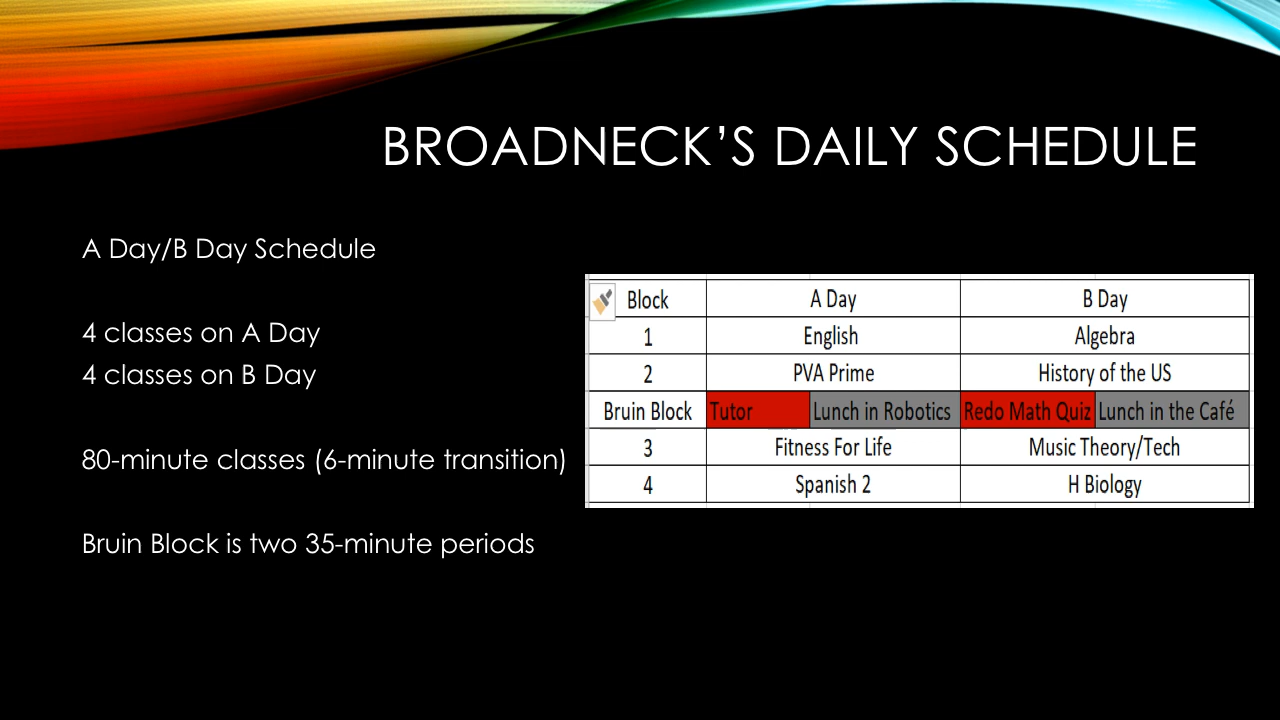 BROADNECK’S DAILY SCHEDULE
A Day/B Day Schedule
4 classes on A Day
4 classes on B Day
80-minute classes (6-minute transition)
Bruin Block is two 35-minute periods
Block A Day B Day
1 English Algebra
2 PVA Prime History of the US
Bruin Block Tutor Lunch in Robotics Redo Math Quiz Lunch in the Café
3 Fitness For Life Music Theory/Tech
4 Spanish 2 H Biology